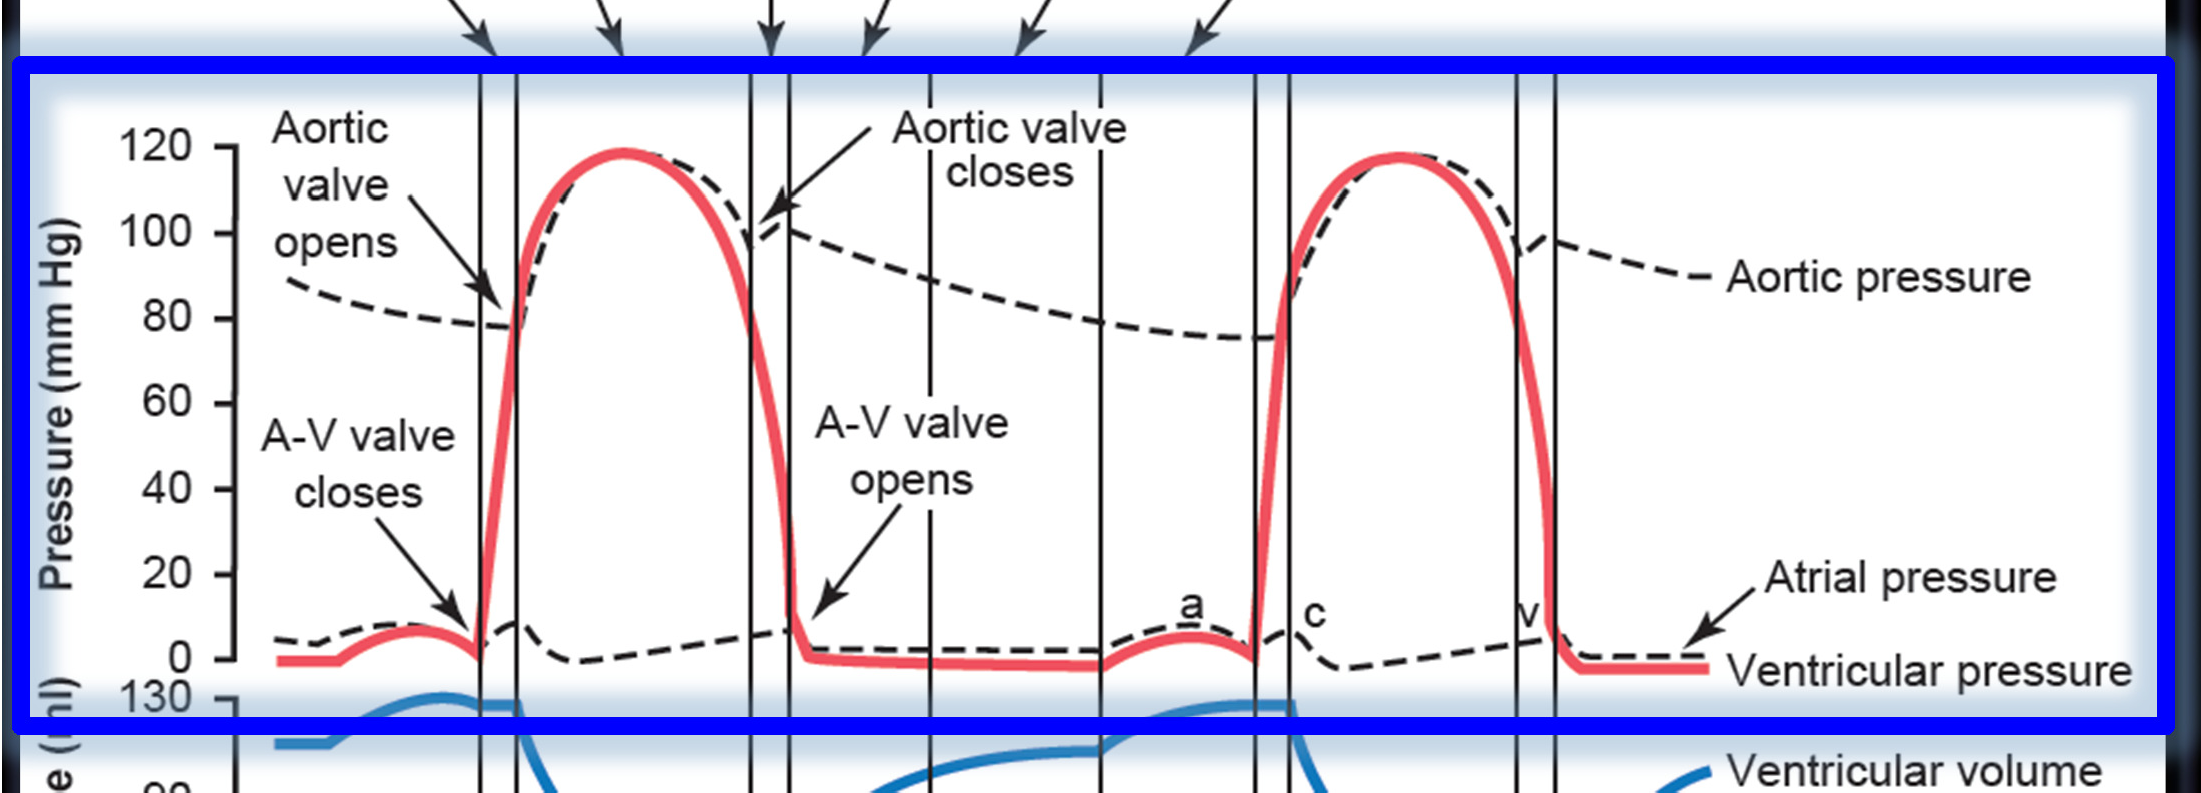 Aortic
valve
opens
Aortic valve
closes
120
100
80
60
40
20
0
130
Pressure (mm Hg)
Aortic pressure
A-V valve
closes
A-V valve
opens
a
c
v
Atrial pressure
Ventricular pressure
Ventricular volume